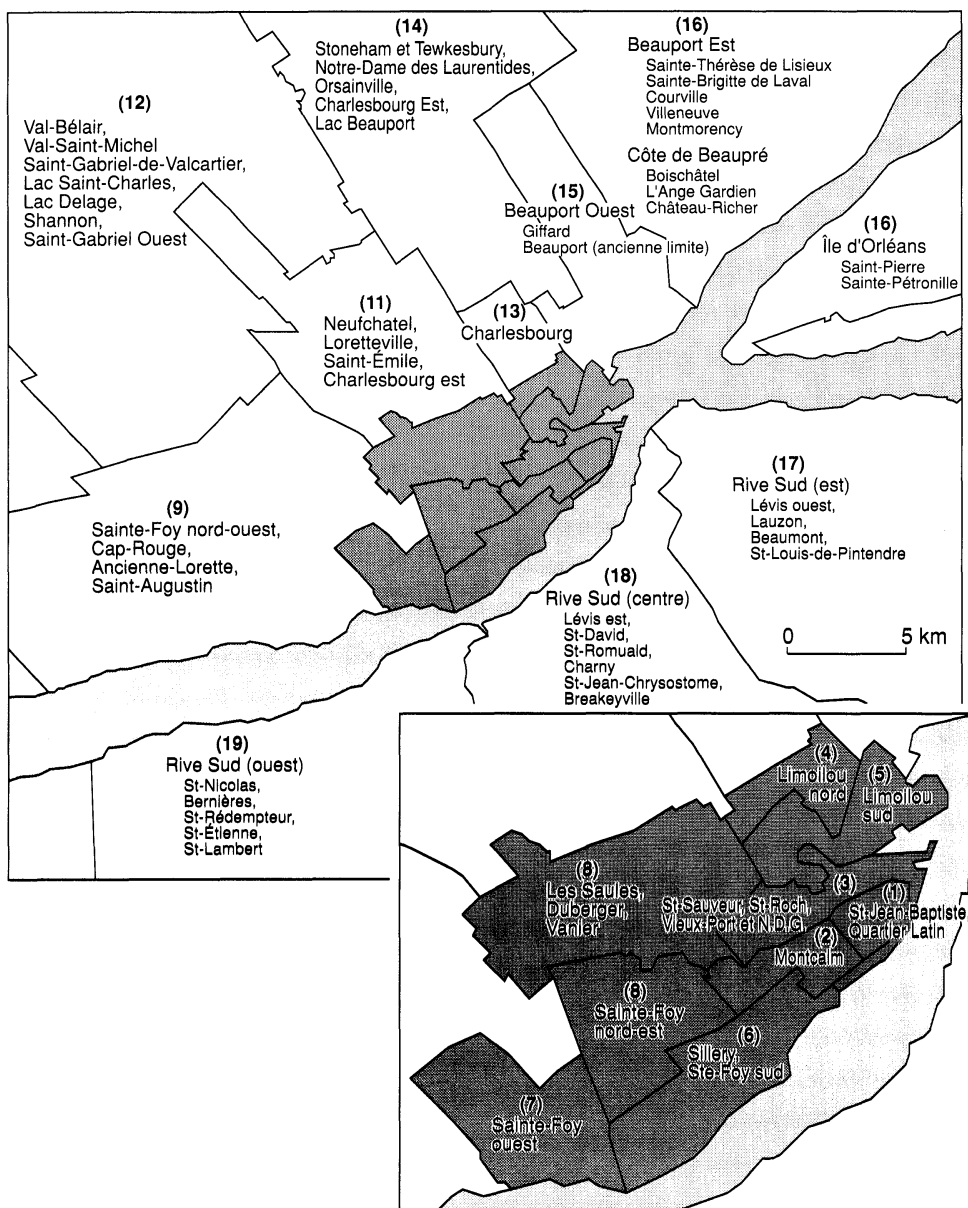 (14)
Stoneham et Tewkesbury,
Notre-Dame des Laurentides,
Orsainville,
Charlesbourg Est,
Lac Beauport
(16)
Beauport Est
Sainte-Thérèse de Lisieux
Sainte-Brigitte de Laval
Courville
Villeneuve
Montmorency
Côte de Beaupré
Boischâtel
L'Ange Gardien
Château-Richer
(12)
Val-Bélair,
Val-Saint-Michel
Saint-Gabriel-de-Valcartier,
Lac Saint-Charles,
Lac Delage,
Shannon,
Saint-Gabriel Ouest
(15)
Beauport Ouest
Giffard
Beauport (ancienne limite)
(16)
Île d'Orléans
Saint-Pierre
Sainte-Pétronille
(11)
Neufchatel,
Loretteville,
Saint-Émile,
Charlesbourg est
(13)
Charlesbourg
(9)
Sainte-Foy nord-ouest,
Cap-Rouge,
Ancienne-Lorette,
Saint-Augustin
(17)
Rive Sud (est)
Lévis ouest,
Lauzon,
Beaumont,
St-Louis-de-Pintendre
(18)
Rive Sud (centre)
Lévis est,
St-David,
St-Romuald,
Charny
St-Jean-Chrysostome,
Breakeyville
0 5 km
(19)
Rive Sud (ouest)
St-Nicolas,
Bernières,
St-Rédempteur,
St-Étienne,
St-Lambert
(4)
Limoilou
nord
(5)
Limoilou
sud
(8)
Les Saules,
Duberger,
Vanier
(3)
St-Sauveur, St-Roch,
Vieux-Port et N.D.G.
(1)
St-Jean-Baptiste,
Quartier Latin
(2)
Montcalm
(8)
Sainte-Foy
nord-est
(6)
Sillery,
Ste-Foy sud
(7)
Sainte-Foy
ouest